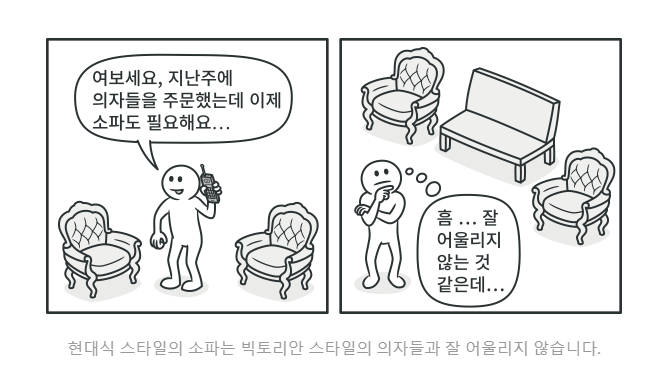 여보세요, 지난주에
의자들을 주문했는데 이제
소파도 필요해요...
흠 ... 잘
어울리지
않는 것
같은데...
현대식 스타일의 소파는 빅토리안 스타일의 의자들과 잘 어울리지 않습니다.